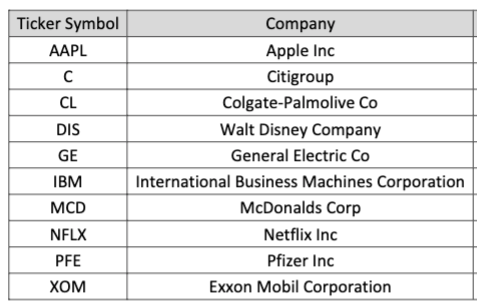 Ticker Symbol Company
AAPL Apple Inc
C Citigroup
CL Colgate-Palmolive Co
DIS Walt Disney Company
GE General Electric Co
IBM International Business Machines Corporation
MCD McDonalds Corp
NFLX Netflix Inc
PFE Pfizer Inc
XOM Exxon Mobil Corporation